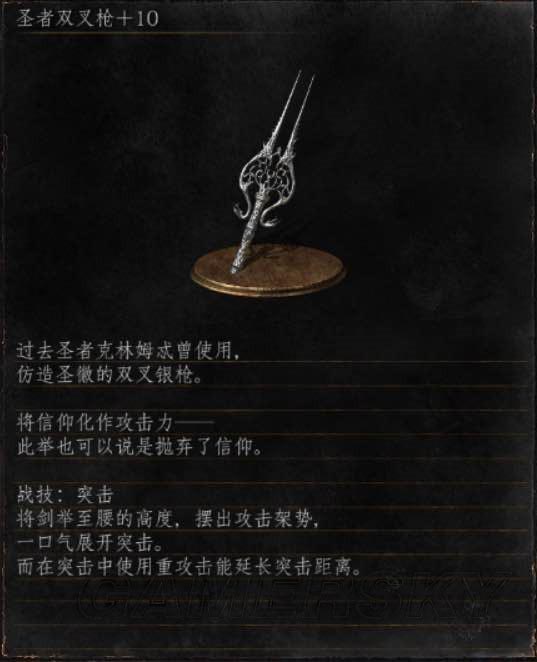 圣者双叉枪+10
过去圣者克林姆忒曾使用，
仿造圣徽的双叉银枪。
将信仰化作攻击力——
此举也可以说是抛弃了信仰。
战技：突击
将剑举至腰的高度，摆出攻击架势，
一口气展开突击。
而在突击中使用重攻击能延长突击距离。
GAMERSKY